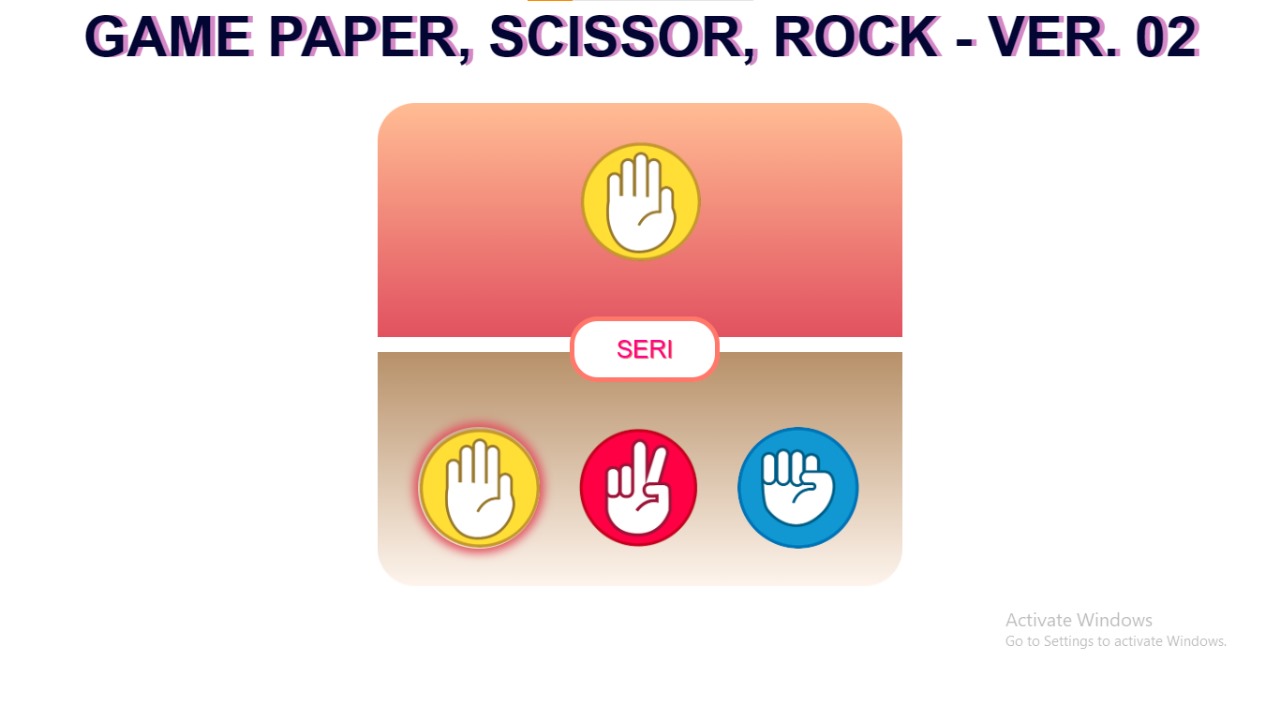 GAME PAPER, SCISSOR, ROCK - VER. 02
SERI
Activate Windows
Go to Settings to activate Windows.